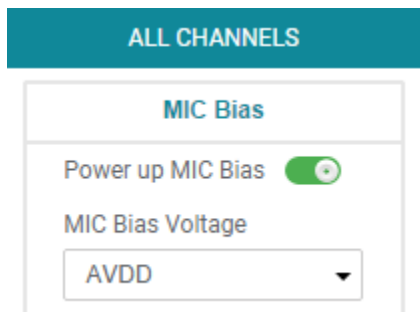 ALL CHANNELS
MIC Bias
Power up MIC Bias
MIC Bias Voltage
AVDD